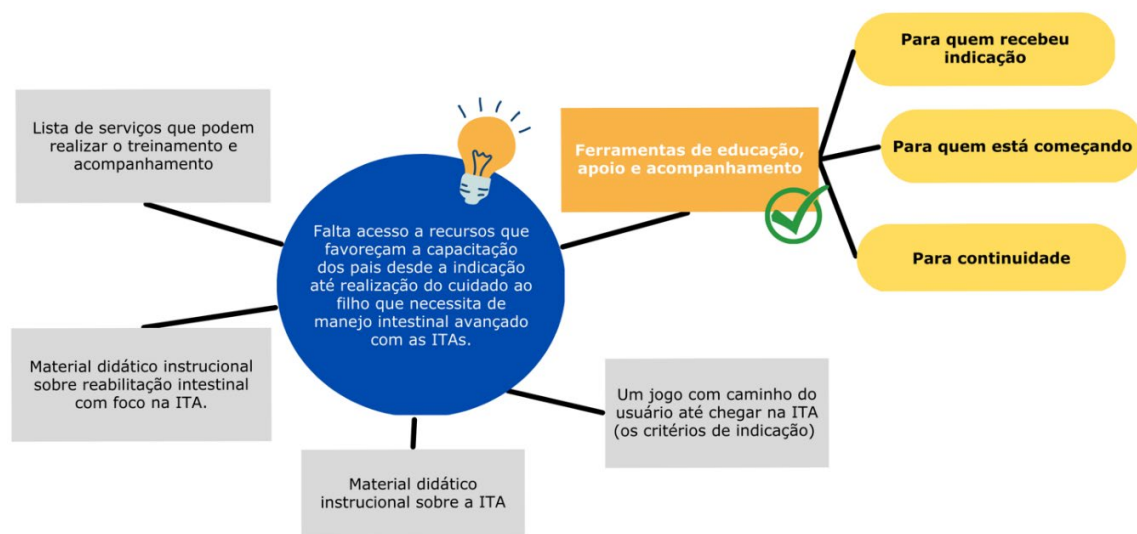 Para quem recebeu
indicação
Lista de serviços que podem
realizar o treinamento e
acompanhamento
Ferramentas de educação,
apoio e acompanhamento
Para quem está começando
Falta acesso a recursos que
favoreçam a capacitação
dos pais desde a indicação
até realização do cuidado ao
filho que necessita de
manejo intestinal avançado
com as ITAs.
Para continuidade
Material didático instrucional
sobre reabilitação intestinal
com foco na ITA.
Um jogo com caminho do
usuário até chegar na ITA
(os critérios de indicação)
Material didático
instrucional sobre a ITA